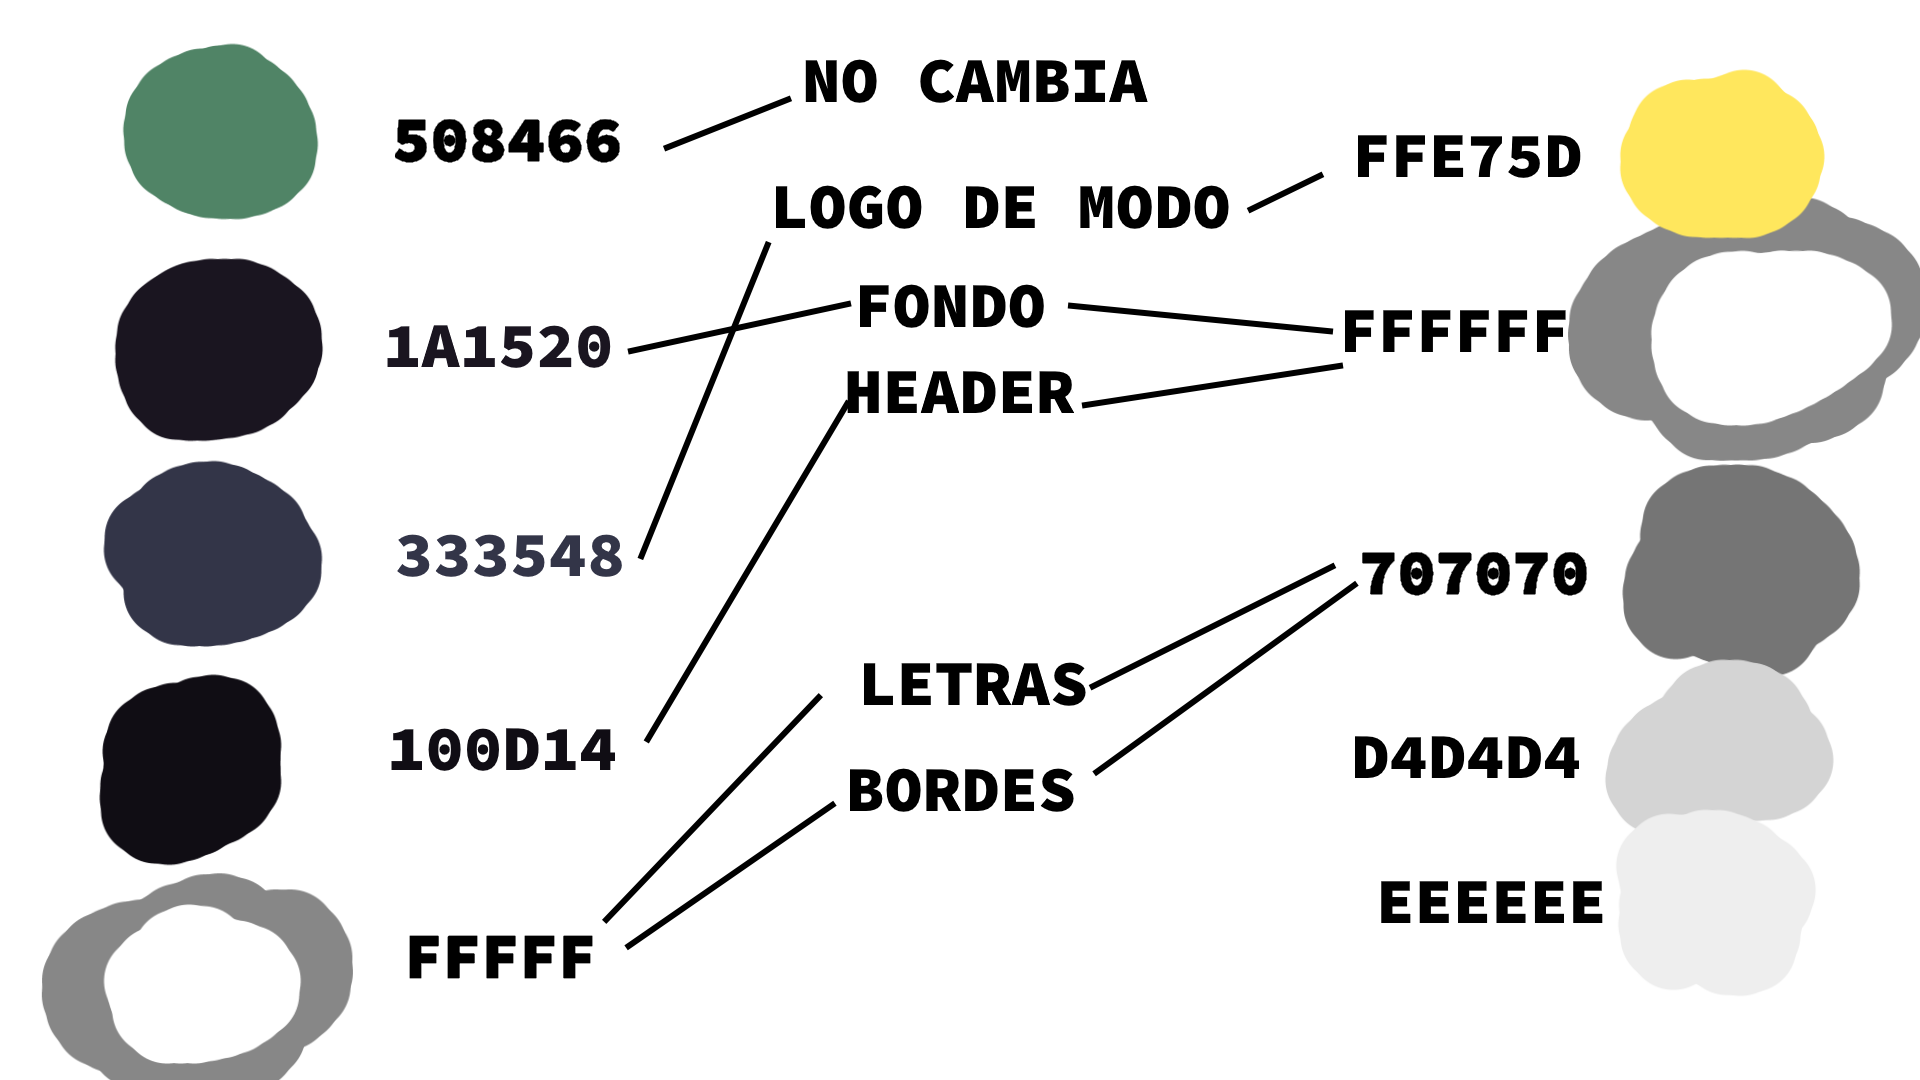 NO CAMBIA
508466
FFE75D
LOGO DE MODO
FONDO
1A1520
FFFFFF
HEADER
333548
707070
LETRAS
100D14
D4D4D4
BORDES
EEEEEE
FFFFF